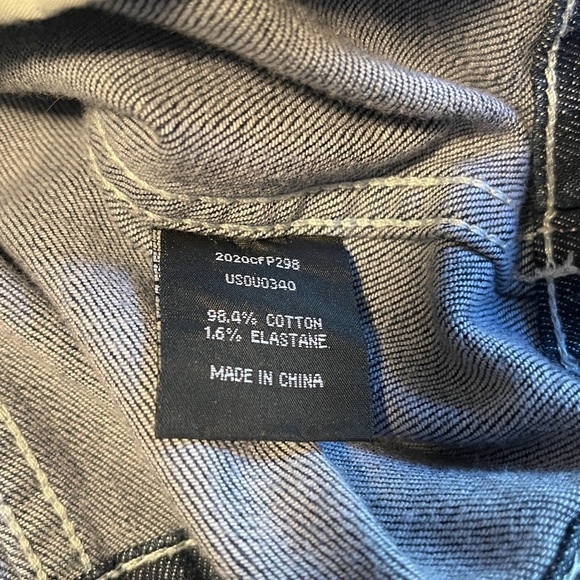 2020CFP298
US0U0340
98.4% COTTON
1.6% ELASTANE
MADE IN CHINA